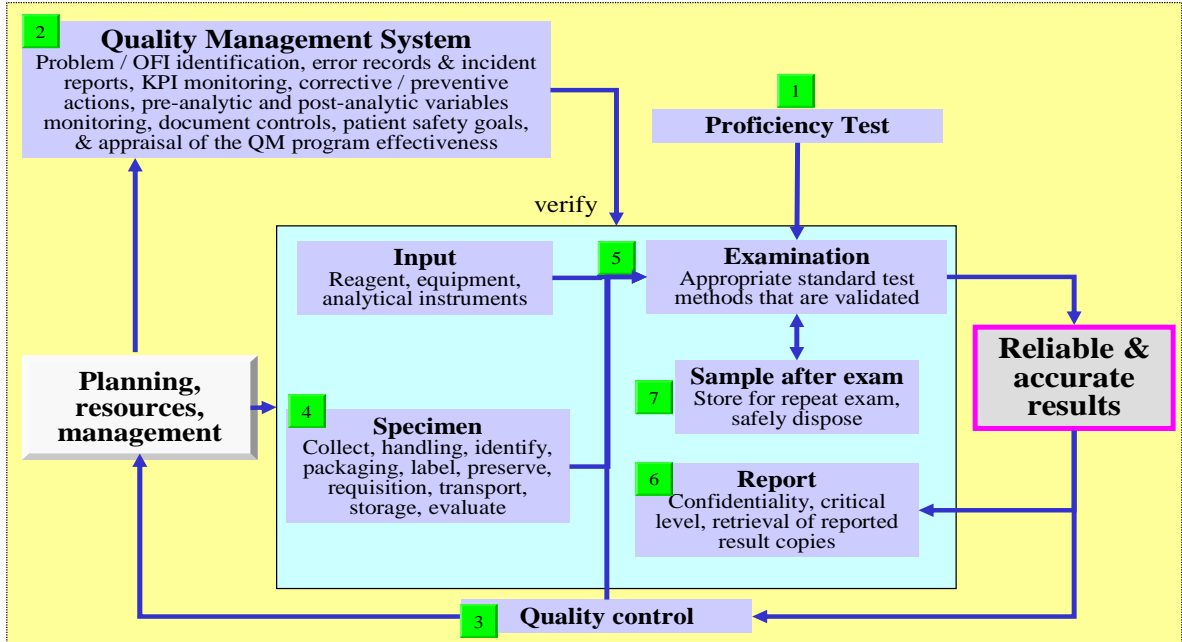 2
Quality Management System
Problem / OFI identification, error records & incident
reports, KPI monitoring, corrective / preventive
actions, pre-analytic and post-analytic variables
monitoring, document controls, patient safety goals,
& appraisal of the QM program effectiveness
1
Proficiency Test
verify
Input
Reagent, equipment,
analytical instruments
5
Examination
Appropriate standard test
methods that are validated
Planning,
resources,
management
4
Specimen
Collect, handling, identify,
packaging, label, preserve,
requisition, transport,
storage, evaluate
7
Sample after exam
Store for repeat exam,
safely dispose
Reliable &
accurate
results
6
Report
Confidentiality, critical
level, retrieval of reported
result copies
3
Quality control